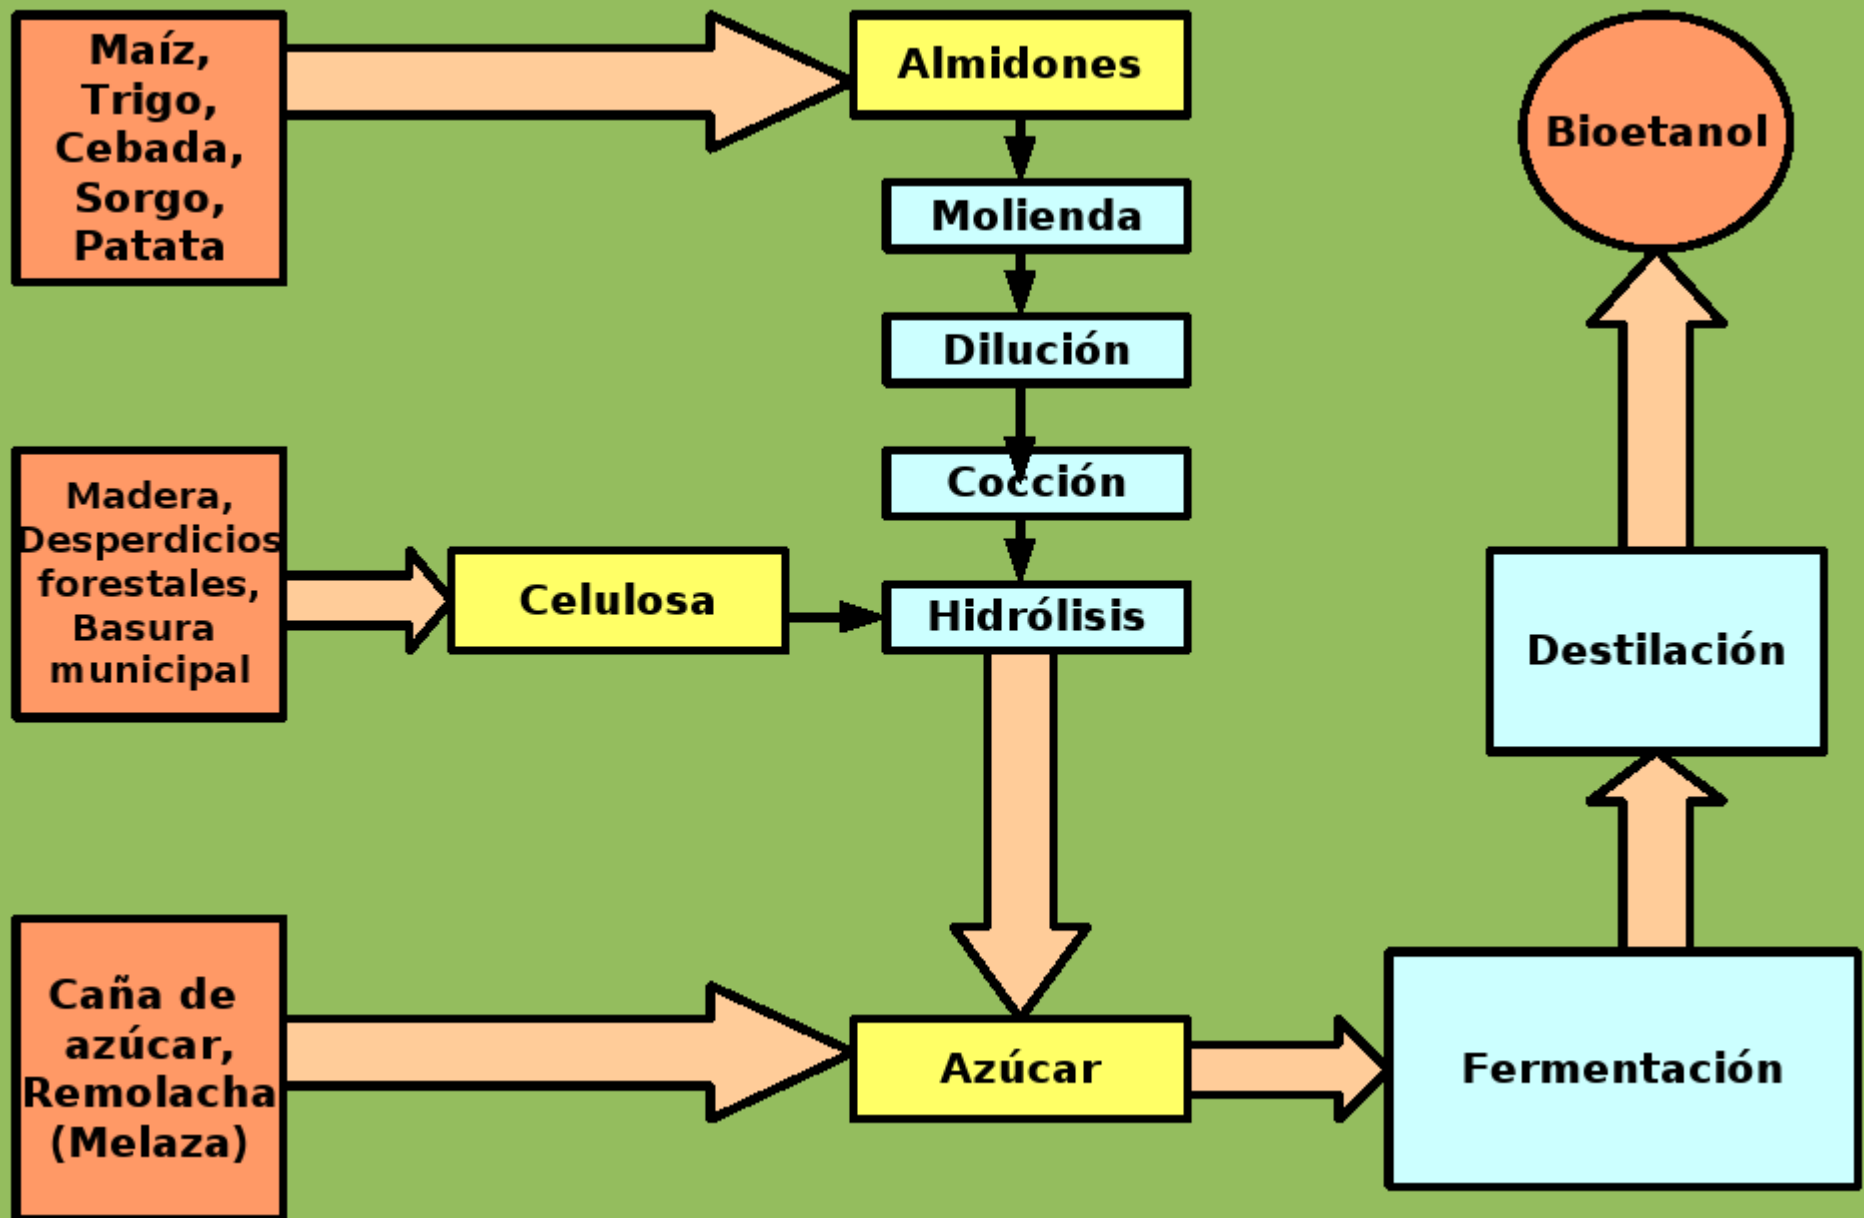 Maíz,
Trigo,
Cebada,
Sorgo,
Patata
Almidones
Molienda
Dilución
Cocción
Hidrólisis
Madera,
Desperdicios
forestales,
Basura
municipal
Celulosa
Caña de
azúcar,
Remolacha
(Melaza)
Azúcar
Fermentación
Destilación
Bioetanol